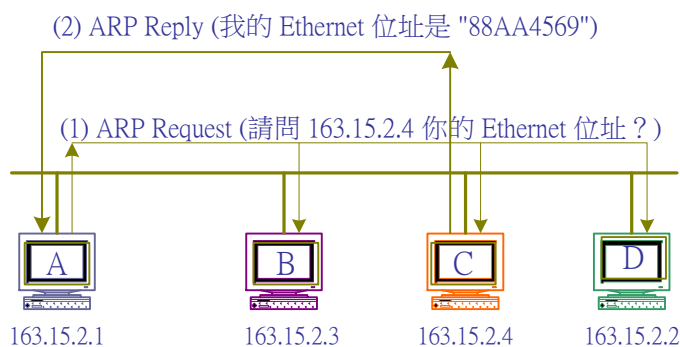 (2) ARP Reply (我的 Ethernet 位址是 "88AA4569")
(1) ARP Request (請問 163.15.2.4 你的 Ethernet 位址？)
A
B
C
D
163.15.2.1
163.15.2.3
163.15.2.4
163.15.2.2